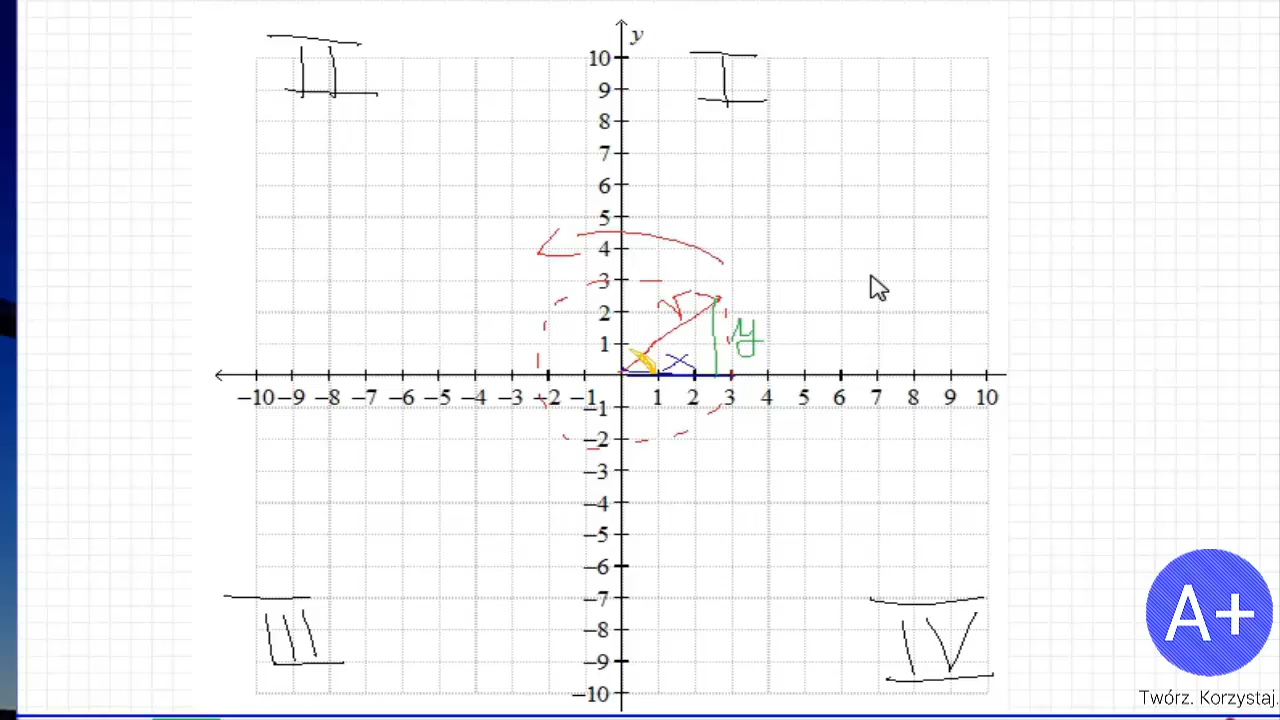 y
II I
10
9
8
7
6
5
4
3
2
r
y
1
x
−10 −9 −8 −7 −6 −5 −4 −3 −2 −1 1 2 3 4 5 6 7 8 9 10
−1
−2
−3
−4
−5
−6
−7
−8
III IV
−9
−10
A+
Twórz. Korzystaj